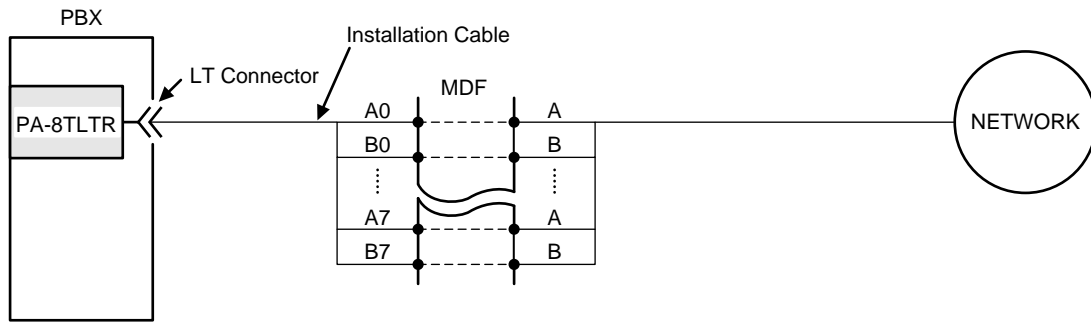 PBX
Installation Cable
LT Connector
MDF
PA-8TLTR
A0
A
NETWORK
B0
B
A7
A
B7
B